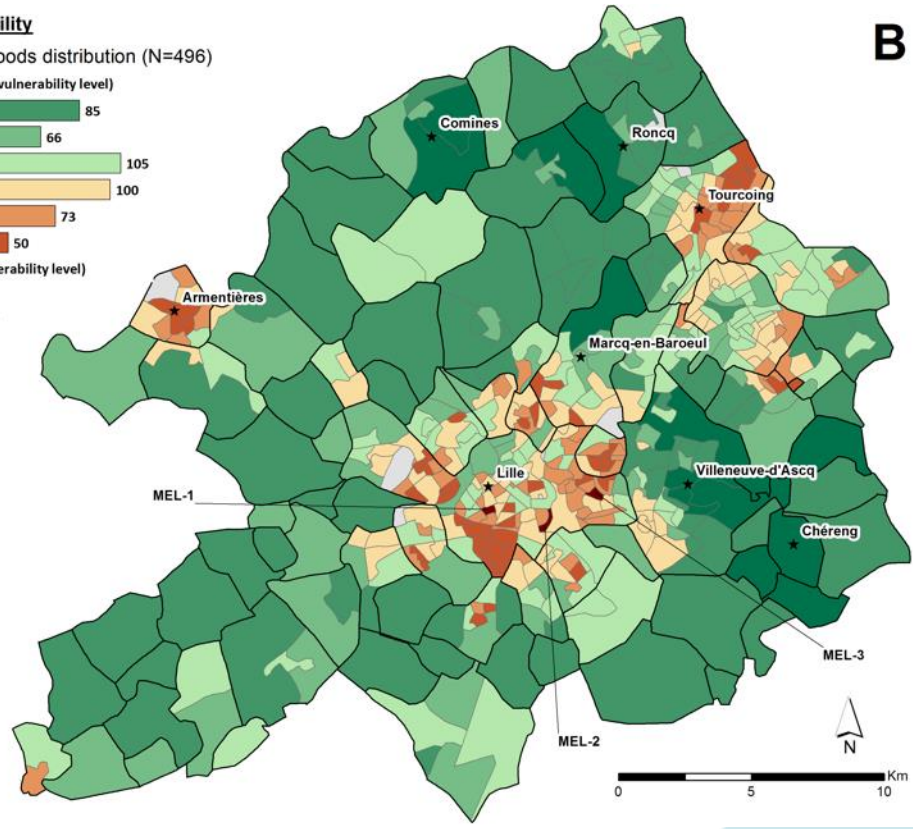 ility
B
oods distribution (N=496)
vulnerability level)
85
66
105
100
73
50
erability level)
Comines
Roncq
Tourcoing
Armentières
Marcq-en-Baroeul
Lille
Villeneuve-d'Ascq
MEL-1
Chéreng
MEL-3
MEL-2
N
Km
0 5 10